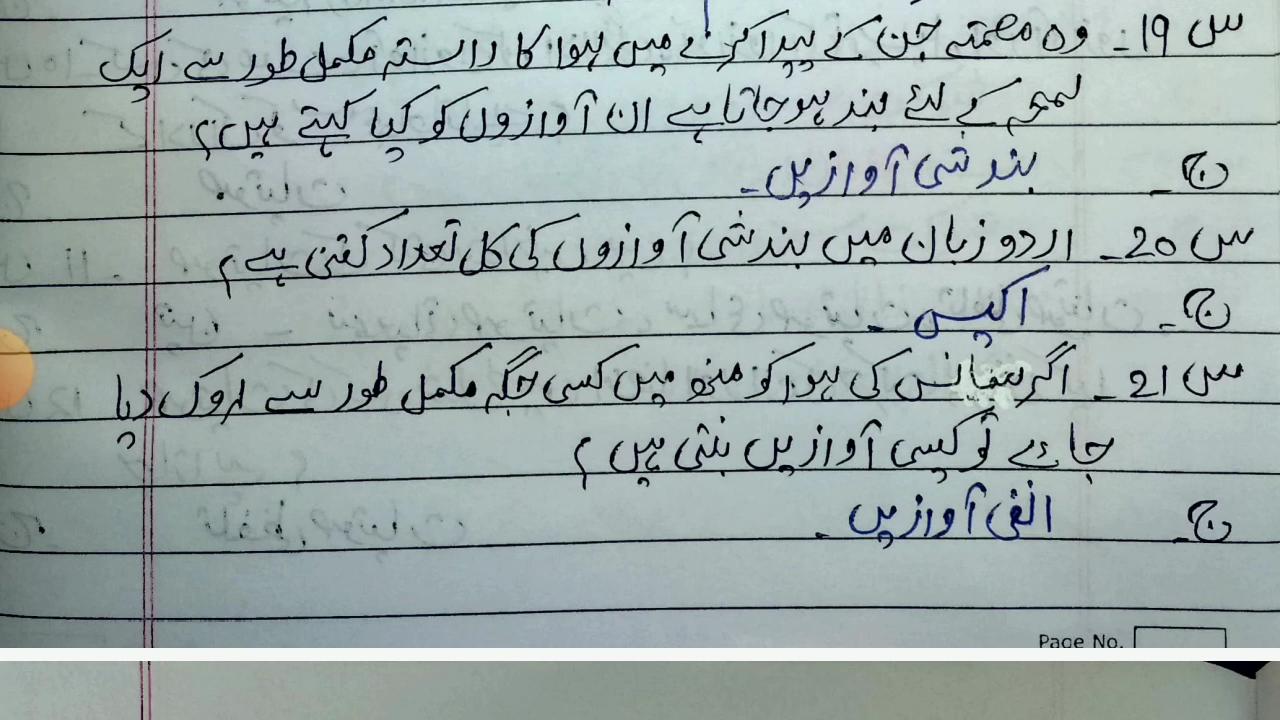 س 19۔ وہ مصمتے جن کے پیدا کرنے میں ہوا کا راستہ مکمل طور سے ایک
لمحہ کے لئے بند ہو جاتا ہے ان آوازوں کو کیا کہتے ہیں؟
ج۔ بندشی آوازیں۔
س 20۔ اردو زبان میں بندشی آوازوں کی کل تعداد کتنی ہے؟
ج۔ اکیس۔
س 21۔ اگر سانس کی ہوا کو منھ میں کسی جگہ مکمل طور سے روک دیا
جائے تو کیسی آوازیں بنتی ہیں؟
ج۔ انفی آوازیں۔
Page No.